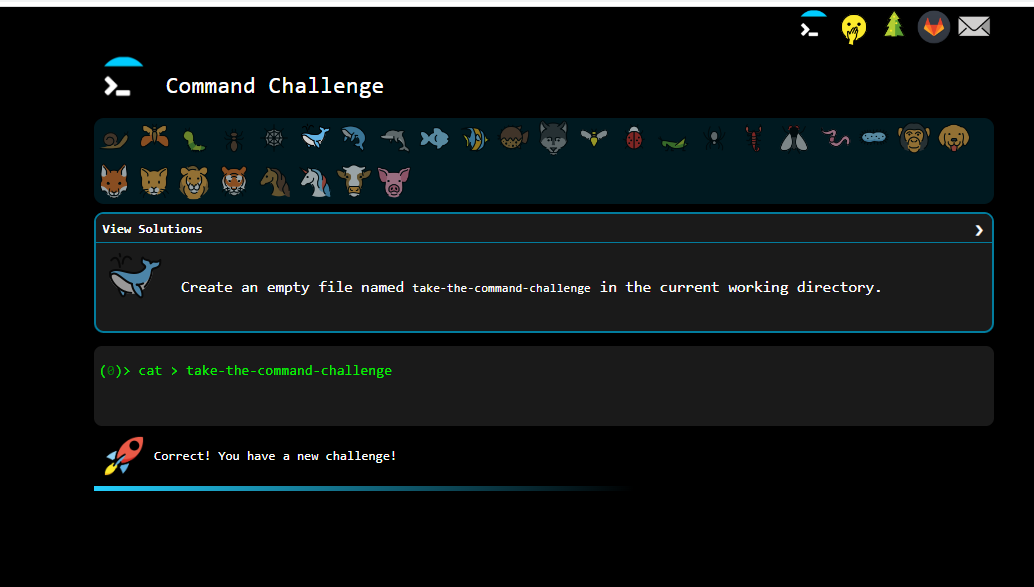 Command Challenge
View Solutions
Create an empty file named take-the-command-challenge in the current working directory.
(0)> cat > take-the-command-challenge
Correct! You have a new challenge!